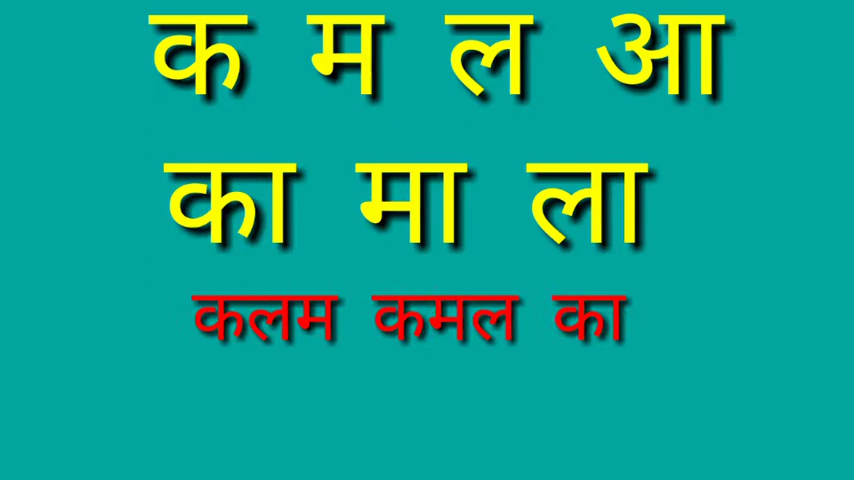 क म ल आ
का मा ला
कलम कमल का